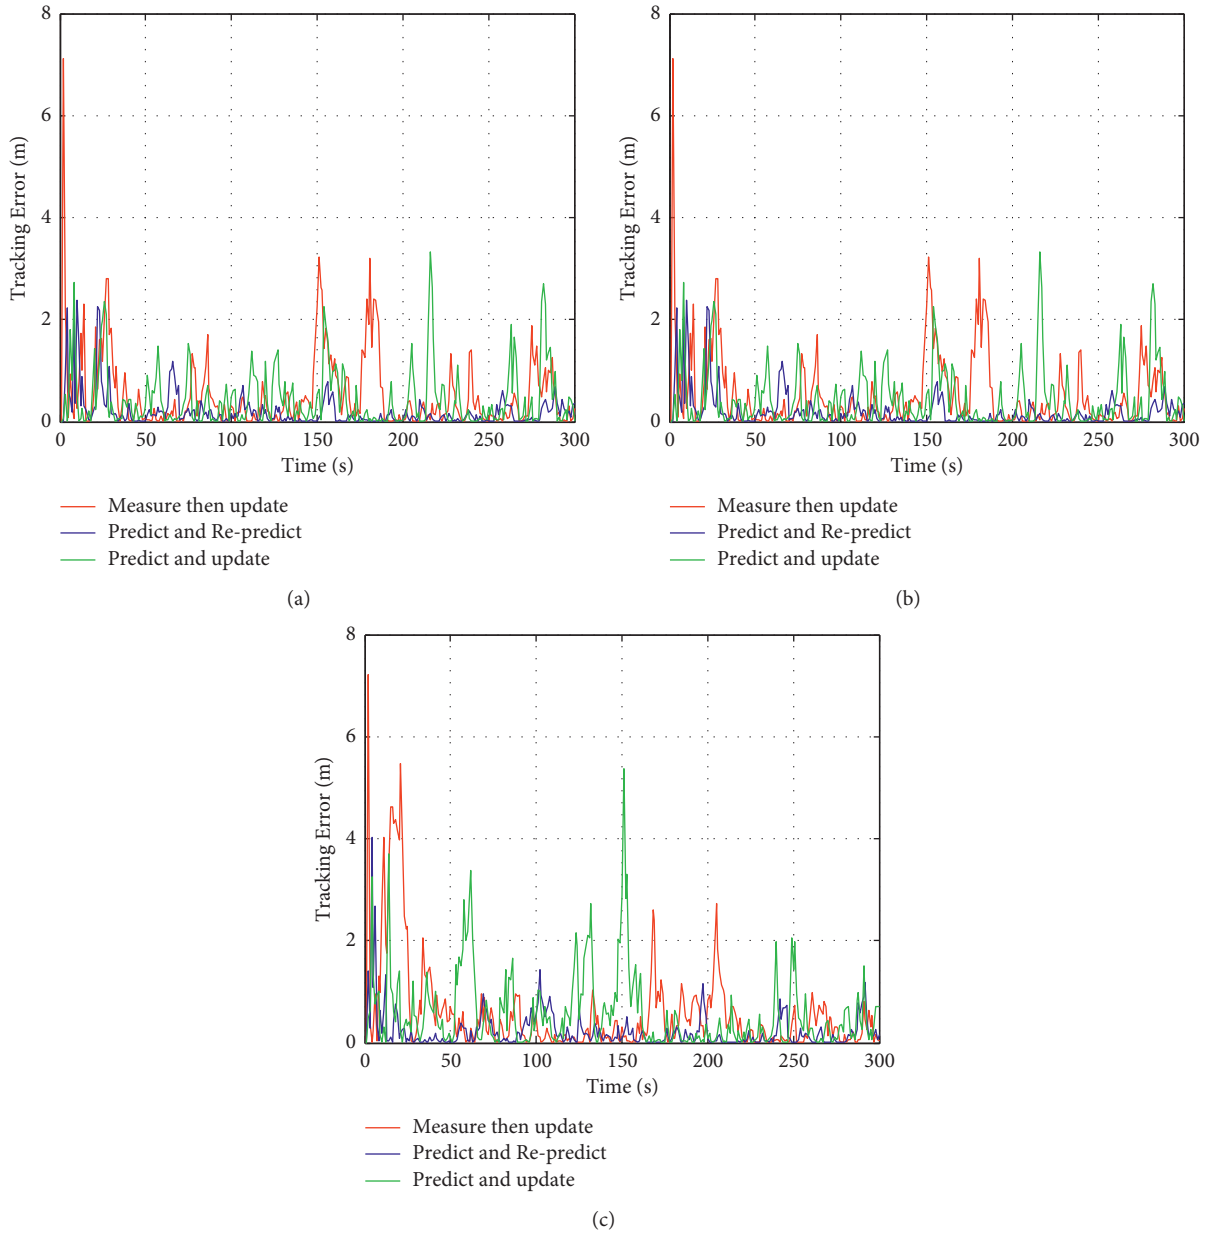 8
6
4
2
0
Tracking Error (m)
0 50 100 150 200 250 300
Time (s)
Measure then update
Predict and Re-predict
Predict and update
(a)
8
6
4
2
0
Tracking Error (m)
0 50 100 150 200 250 300
Time (s)
Measure then update
Predict and Re-predict
Predict and update
(b)
8
6
4
2
0
Tracking Error (m)
0 50 100 150 200 250 300
Time (s)
Measure then update
Predict and Re-predict
Predict and update
(c)